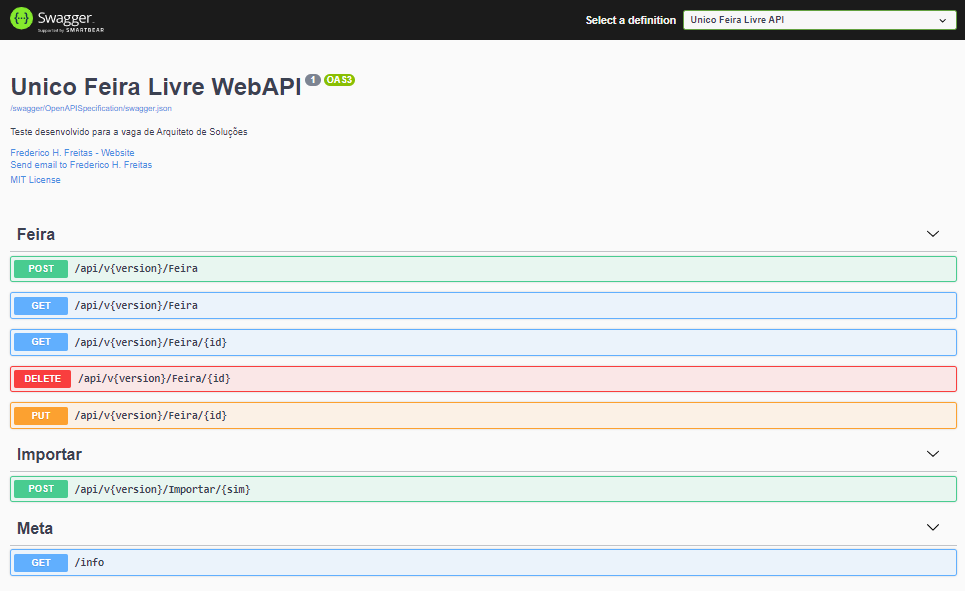 Swagger.
Supported by SMARTBEAR
Select a definition
Unico Feira Livre API
Unico Feira Livre WebAPI 1 OAS3
/swagger/OpenAPISpecification/swagger.json
Teste desenvolvido para a vaga de Arquiteto de Soluções
Frederico H. Freitas - Website
Send email to Frederico H. Freitas
MIT License
Feira
POST /api/v{version}/Feira
GET /api/v{version}/Feira
GET /api/v{version}/Feira/{id}
DELETE /api/v{version}/Feira/{id}
PUT /api/v{version}/Feira/{id}
Importar
POST /api/v{version}/Importar/{sim}
Meta
GET /info